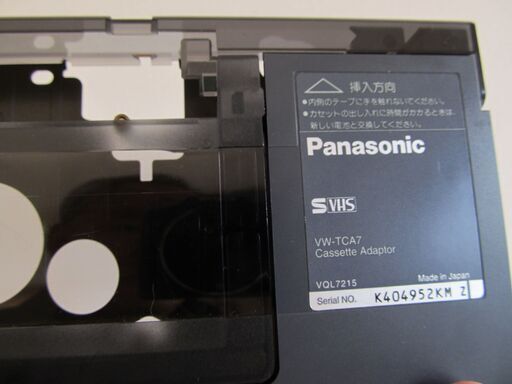 挿入方向
●内側のテープに手を触れないでください。
●カセットの出し入れに時間がかかるときは、
新しい電池と交換してください。
Panasonic
S VHS
VW-TCA7
Cassette Adaptor
VQL7215
Made in Japan
Serial NO. K404952KM Z